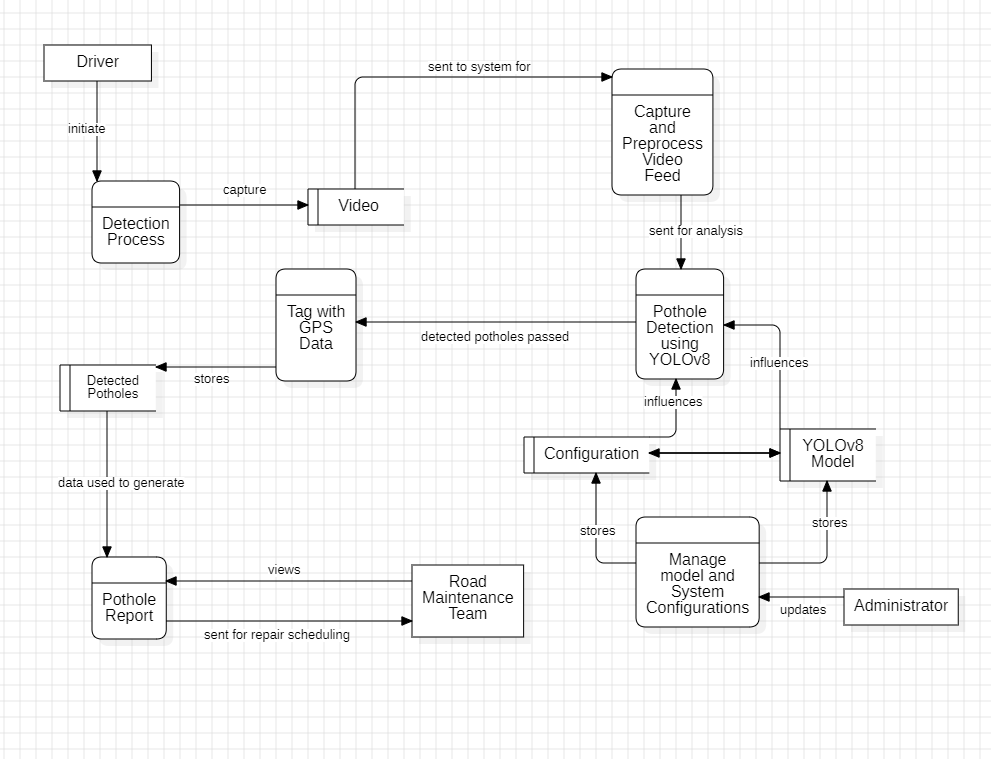 Driver
sent to system for
Capture
and
Preprocess
Video
Feed
initiate
capture
Video
Detection
Process
sent for analysis
Tag with
GPS
Data
Pothole
Detection
using
YOLOv8
detected potholes passed
influences
stores
Detected
Potholes
influences
Configuration
YOLOv8
Model
data used to generate
stores
stores
Manage
model and
System
Configurations
views
Road
Maintenance
Team
Pothole
Report
Administrator
updates
sent for repair scheduling